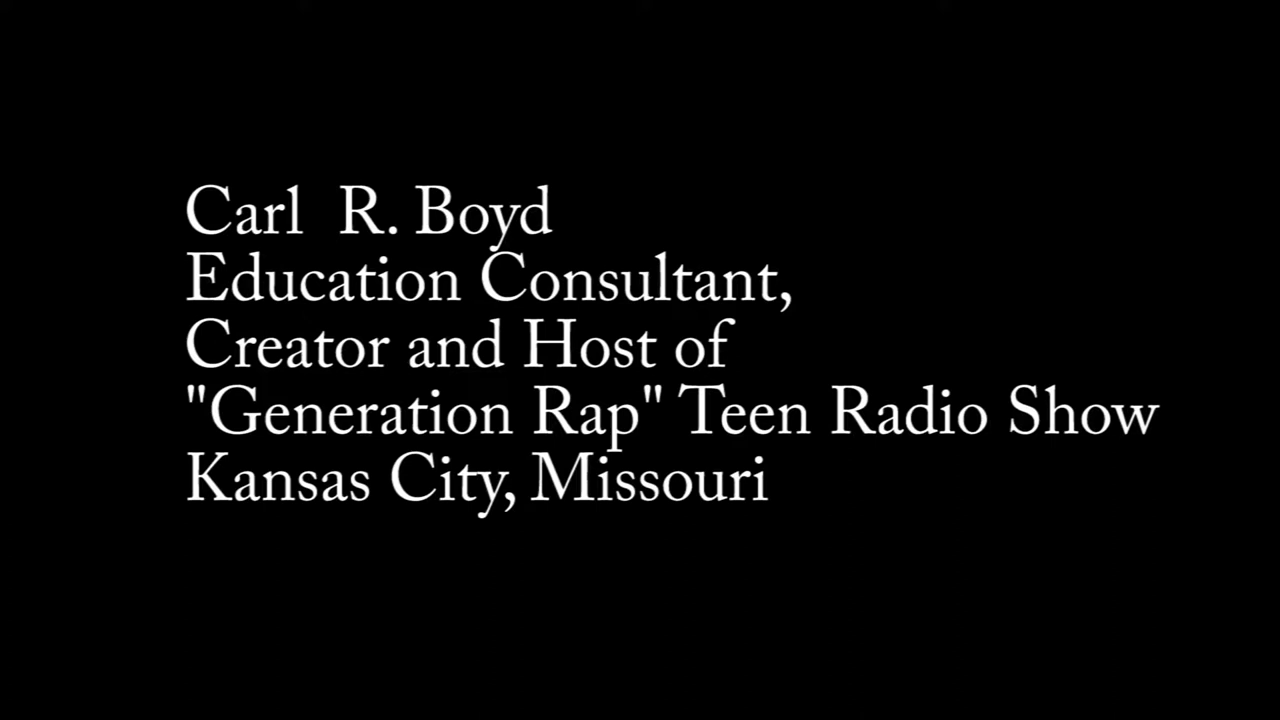 Carl  R. Boyd
Education Consultant,
Creator and Host of
"Generation Rap" Teen Radio Show
Kansas City, Missouri